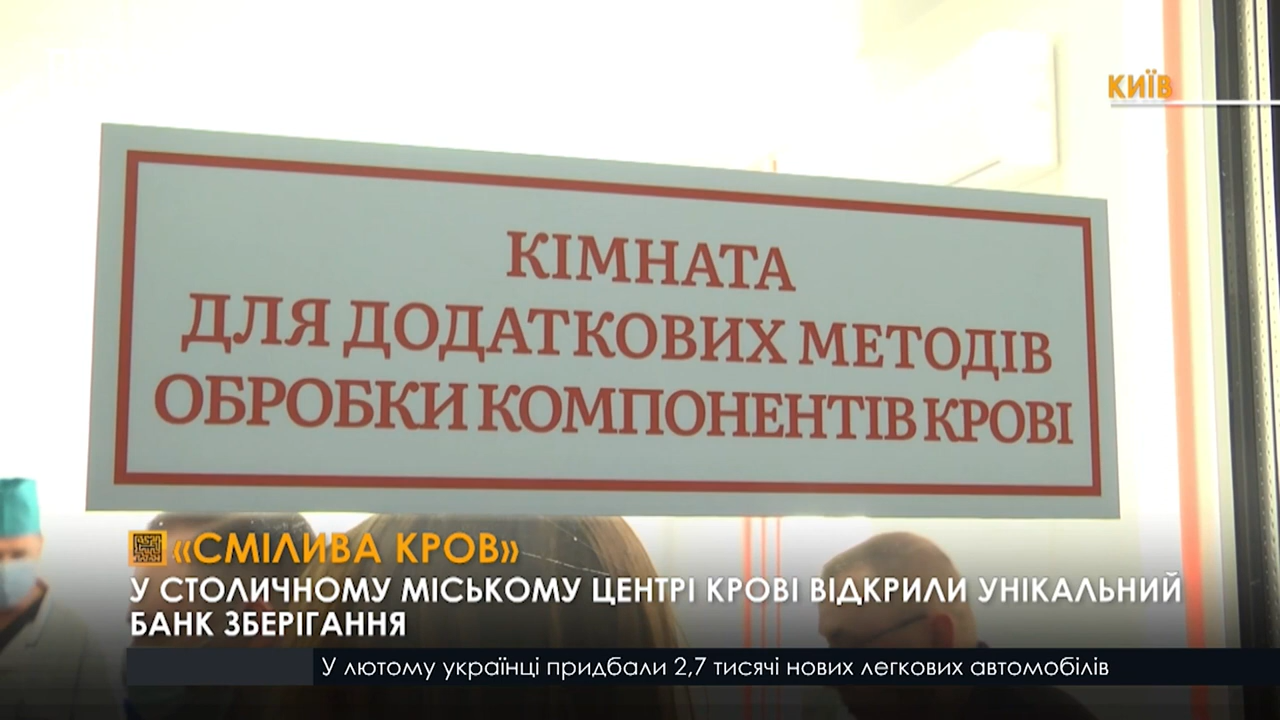 КИЇВ
КІМНАТА
ДЛЯ ДОДАТКОВИХ МЕТОДІВ
ОБРОБКИ КОМПОНЕНТІВ КРОВІ
«СМІЛИВА КРОВ»
У СТОЛИЧНОМУ МІСЬКОМУ ЦЕНТРІ КРОВІ ВІДКРИЛИ УНІКАЛЬНИЙ
БАНК ЗБЕРІГАННЯ
У лютому українці придбали 2,7 тисячі нових легкових автомобілів